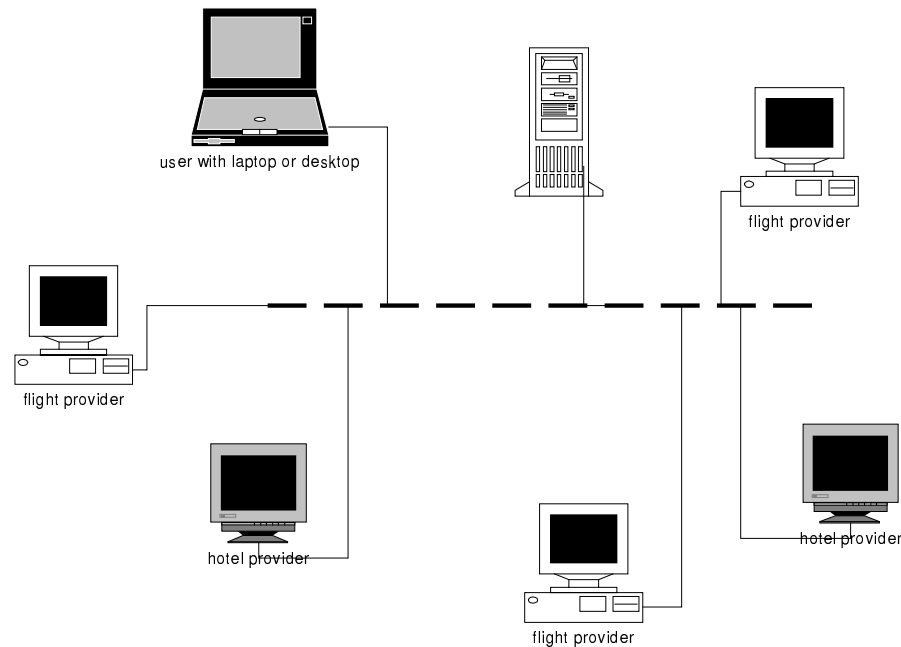 user with laptop or desktop
flight provider
flight provider
hotel provider
hotel provider
flight provider